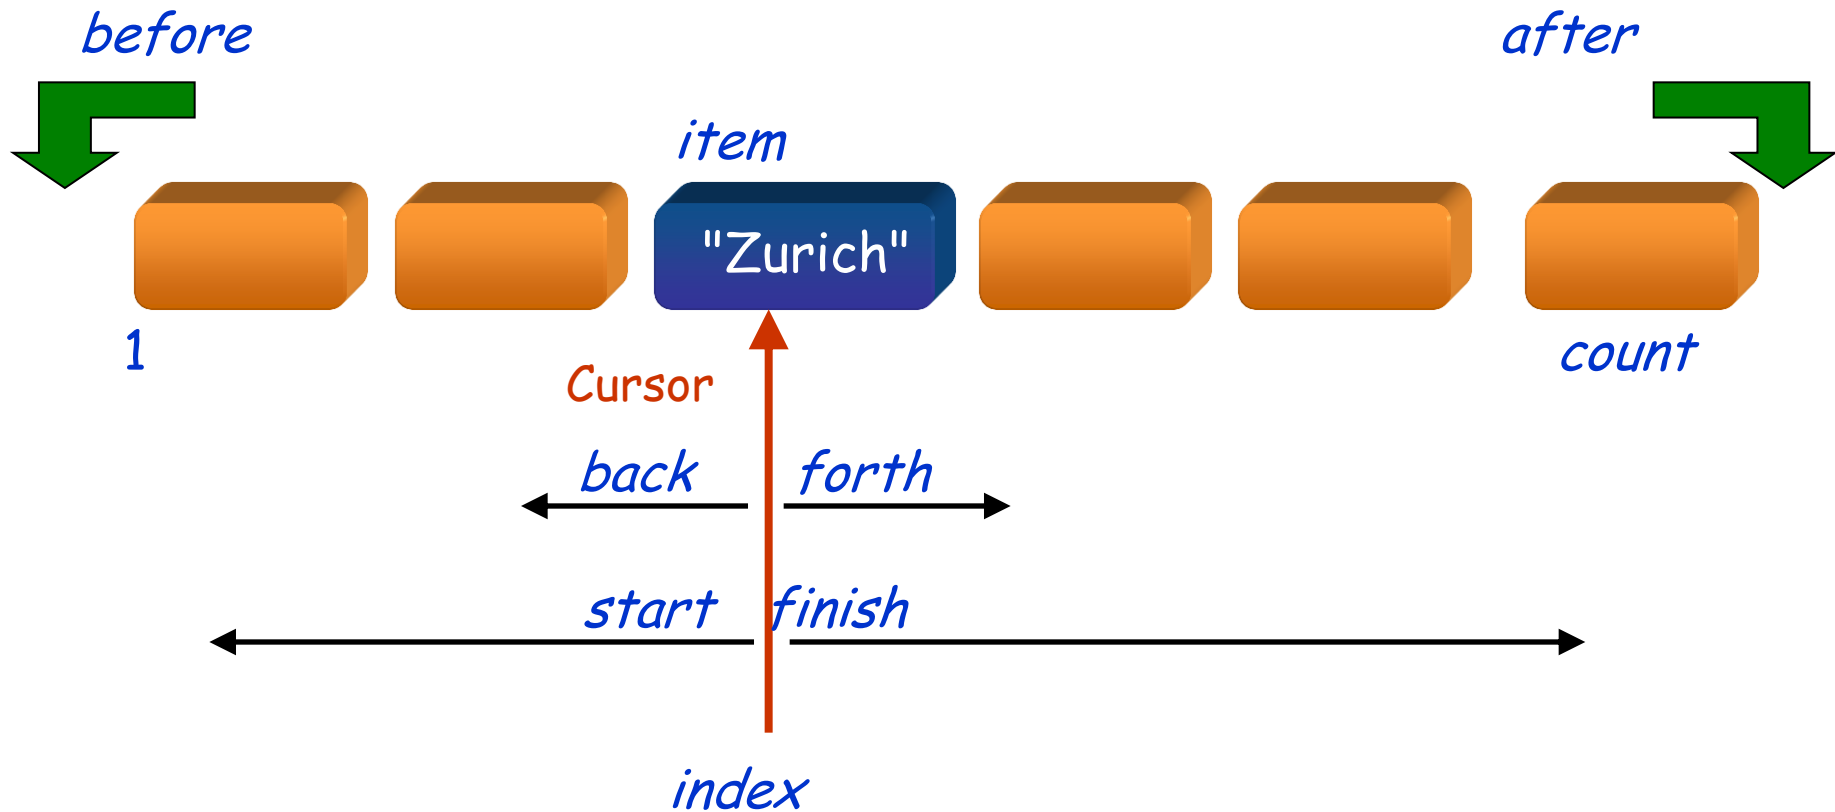 before
after
item
"Zurich"
1
count
Cursor
back
forth
start
finish
index